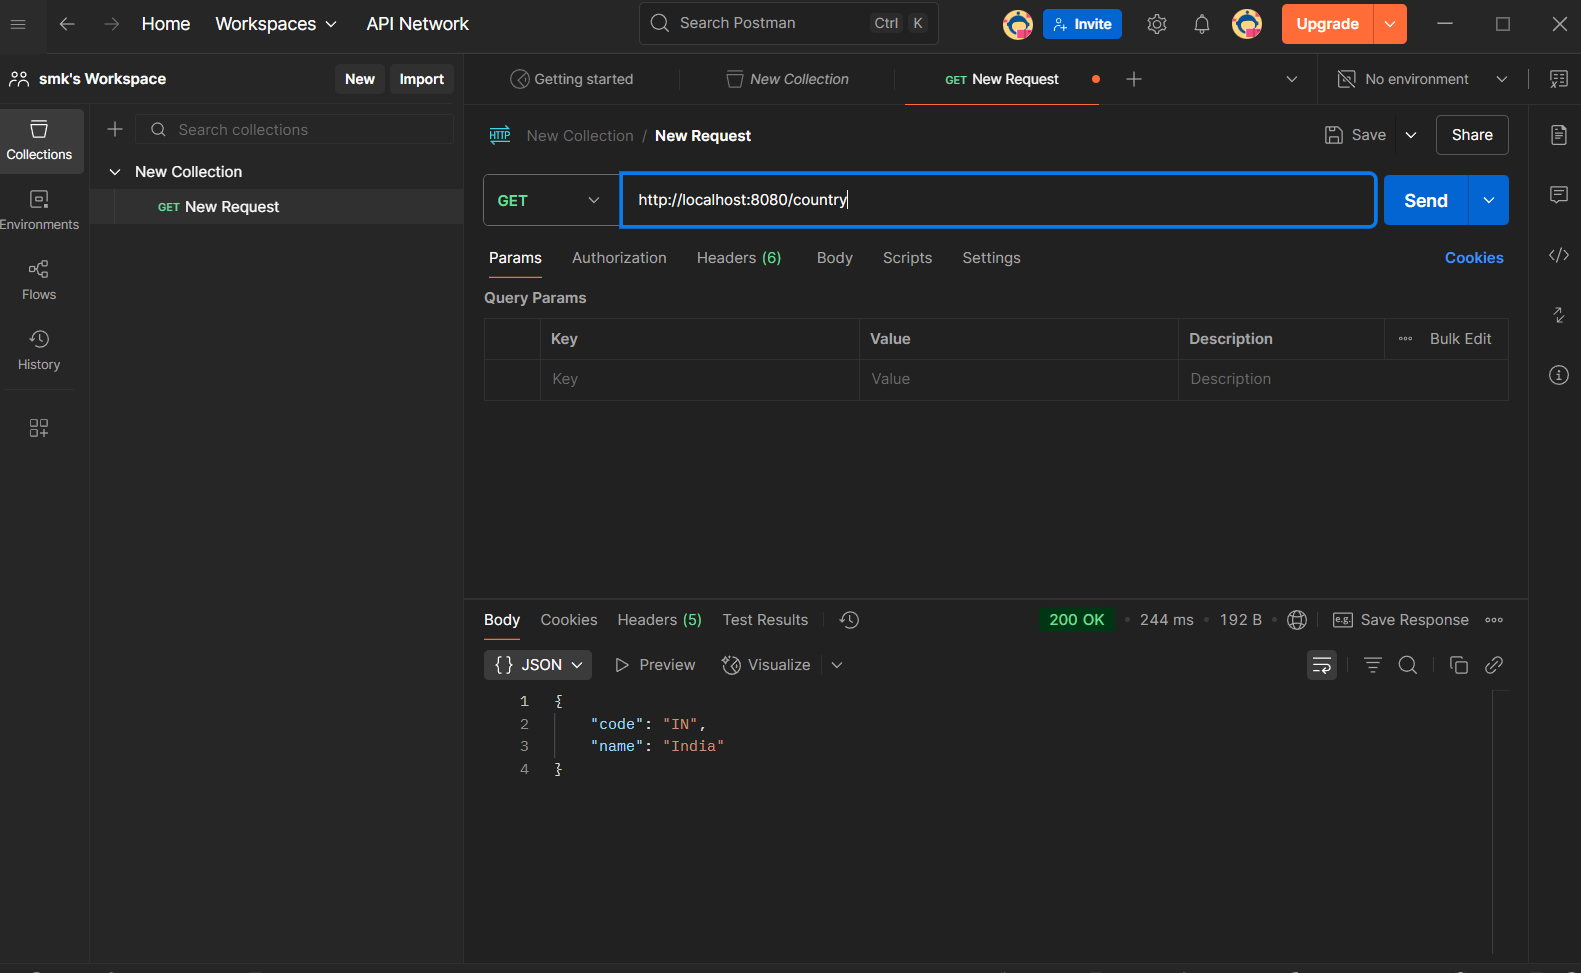 Home Workspaces API Network Search Postman Ctrl K Invite Upgrade
smk's Workspace New Import
Getting started New Collection GET New Request No environment
Collections
Environments
Flows
History
Search collections
New Collection
GET New Request
HTTP New Collection / New Request Save Share
GET http://localhost:8080/country Send
Params Authorization Headers (6) Body Scripts Settings Cookies
Query Params
Key Value Description Bulk Edit
Key Value Description
Body Cookies Headers (5) Test Results 200 OK • 244 ms • 192 B • e.g. Save Response
{} JSON Preview Visualize
1 {
2 "code": "IN",
3 "name": "India"
4 }